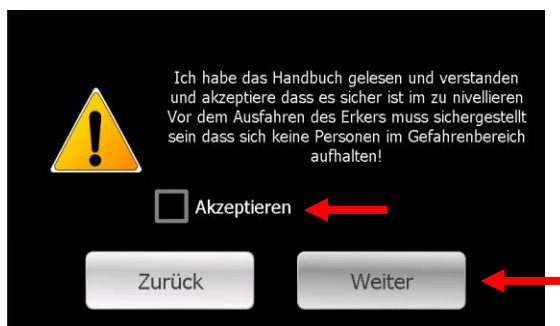 Ich habe das Handbuch gelesen und verstanden
und akzeptiere dass es sicher ist im zu nivellieren
Vor dem Ausfahren des Erkers muss sichergestellt
sein dass sich keine Personen im Gefahrenbereich
aufhalten!
Akzeptieren
Zurück
Weiter